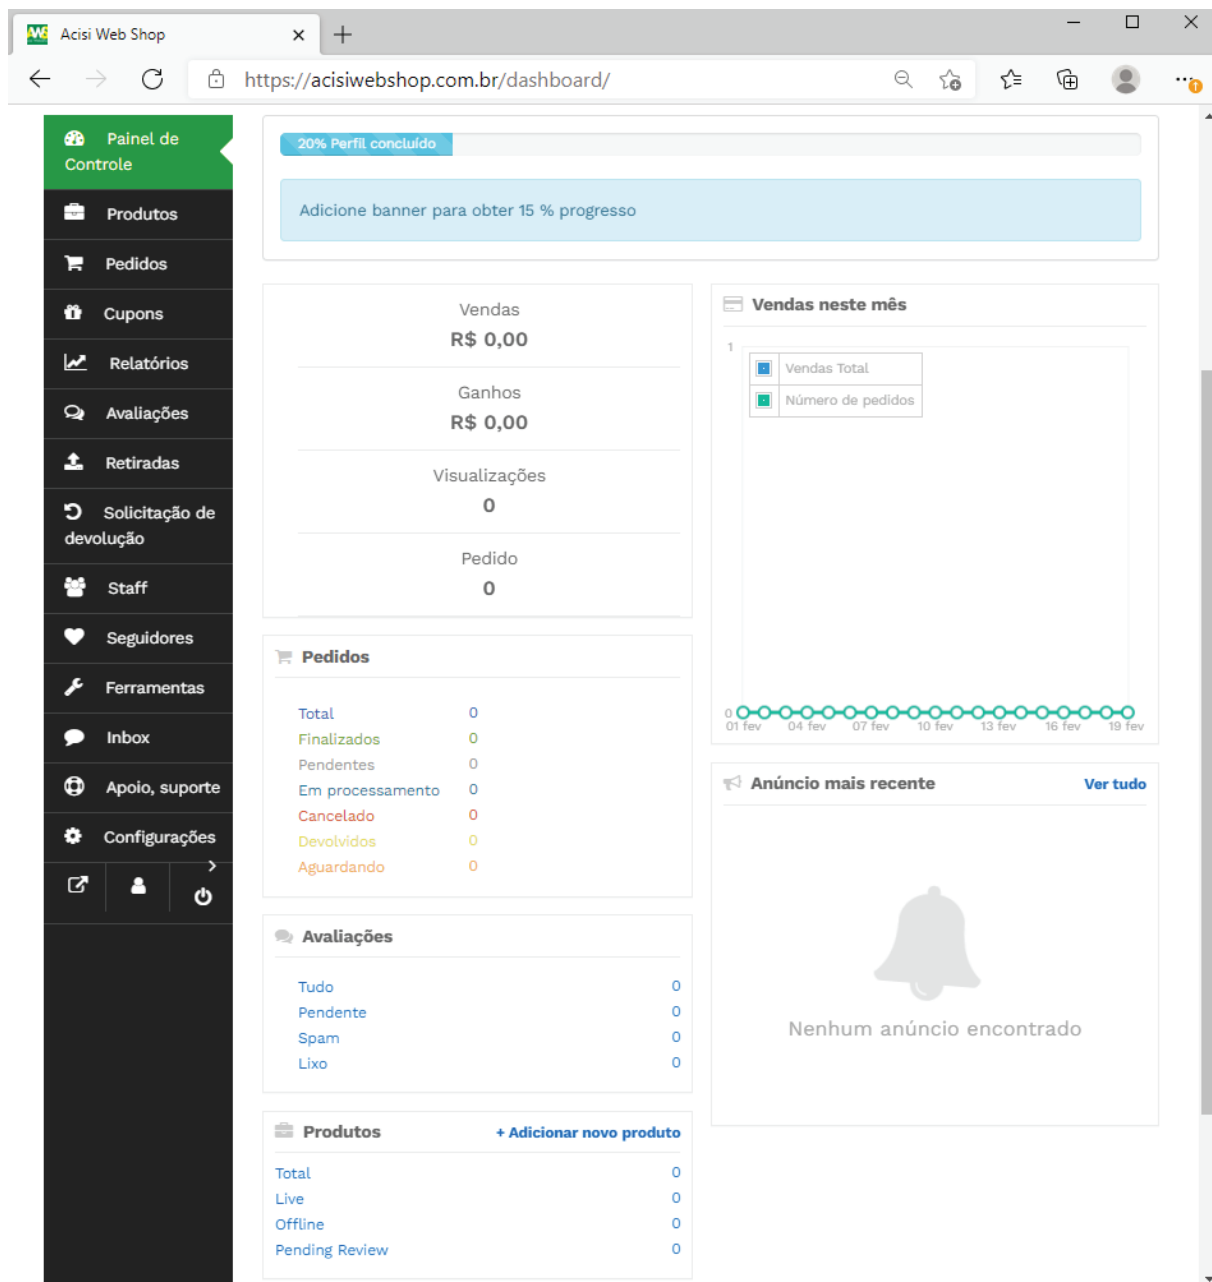 AWS Acisi Web Shop
https://acisiwebshop.com.br/dashboard/
Painel de
Controle
Produtos
Pedidos
Cupons
Relatórios
Avaliações
Retiradas
Solicitação de
devolução
Staff
Seguidores
Ferramentas
Inbox
Apoio, suporte
Configurações
20% Perfil concluído
Adicione banner para obter 15 % progresso
Vendas
R$ 0,00
Ganhos
R$ 0,00
Visualizações
0
Pedido
0
Pedidos
Total 0
Finalizados 0
Pendentes 0
Em processamento 0
Cancelado 0
Devolvidos 0
Aguardando 0
Avaliações
Tudo 0
Pendente 0
Spam 0
Lixo 0
Produtos + Adicionar novo produto
Total 0
Live 0
Offline 0
Pending Review 0
Vendas neste mês
1
Vendas Total
Número de pedidos
0
01 fev 04 fev 07 fev 10 fev 13 fev 16 fev 19 fev
Anúncio mais recente Ver tudo
Nenhum anúncio encontrado